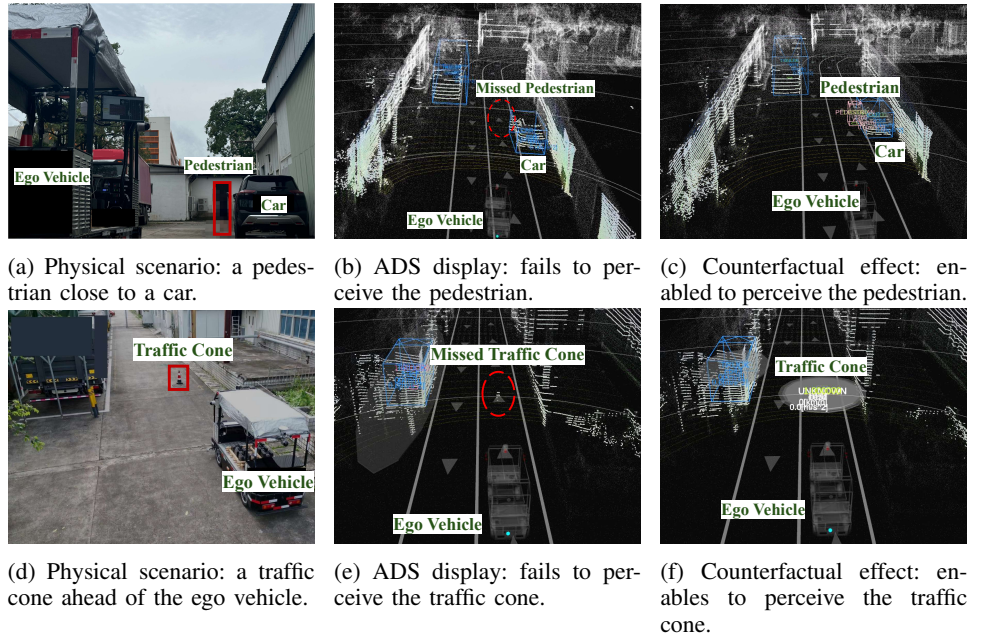 Pedestrian
Ego Vehicle
Car
Missed Pedestrian
Car
Ego Vehicle
Pedestrian
PEDESTRIAN
Car
Ego Vehicle
(a) Physical scenario: a pedes-
trian close to a car.
(b) ADS display: fails to per-
ceive the pedestrian.
(c) Counterfactual effect: en-
abled to perceive the pedestrian.
Traffic Cone
Ego Vehicle
Missed Traffic Cone
Ego Vehicle
Traffic Cone
UNKNOWN
Ego Vehicle
(d) Physical scenario: a traffic
cone ahead of the ego vehicle.
(e) ADS display: fails to per-
ceive the traffic cone.
(f) Counterfactual effect: en-
ables to perceive the traffic
cone.